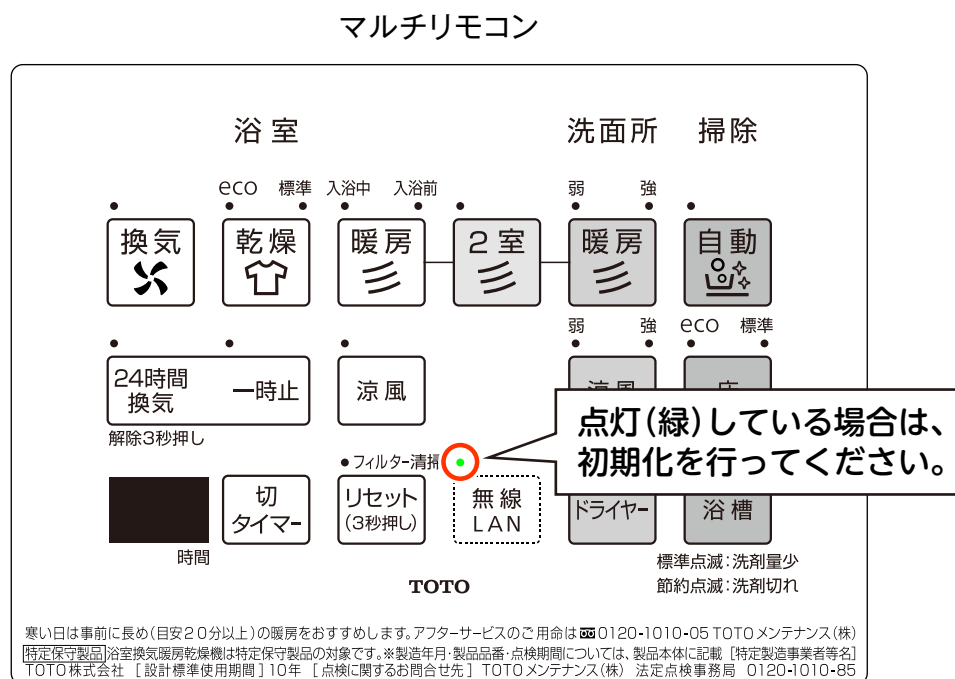 マルチリモコン
浴室 洗面所 掃除
eco 標準 入浴中 入浴前 弱 強
換気 乾燥 暖房 2室 暖房 自動
弱 強 eco 標準
24時間
換気 一時止 涼風
解除3秒押し
点灯(緑)している場合は、
初期化を行ってください。
●フィルター清掃
切
タイマー
リセット
(3秒押し)
無線
LAN
ドライヤー 浴槽
時間
標準点滅:洗剤量少
節約点滅:洗剤切れ
TOTO
寒い日は事前に長め(目安20分以上)の暖房をおすすめします。アフターサービスのご用命は 0120-1010-05 TOTOメンテナンス(株)
特定保守製品 浴室換気暖房乾燥機は特定保守製品の対象です。※製造年月・製品品番・点検期間については、製品本体に記載 [特定製造事業者等名]
TOTO株式会社 [設計標準使用期間]10年 [点検に関するお問合せ先] TOTOメンテナンス(株) 法定点検事務局 0120-1010-85